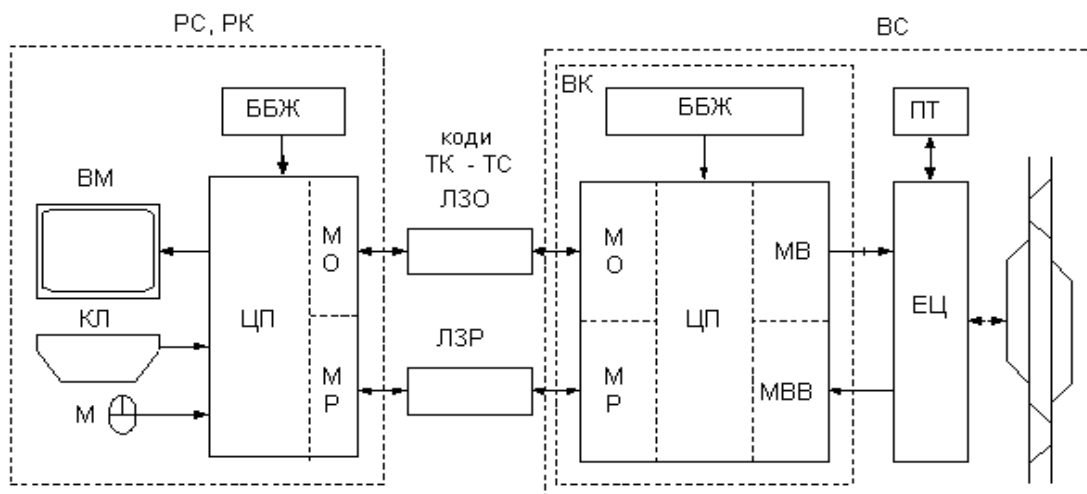 РС, РК
ВС
ББЖ
ВК
ББЖ
ПТ
коди
ТК - ТС
ЛЗО
ВМ
М
О
М
О
МВ
ЦП
ЦП
ЕЦ
КЛ
ЛЗР
М
Р
М
Р
МВВ
М